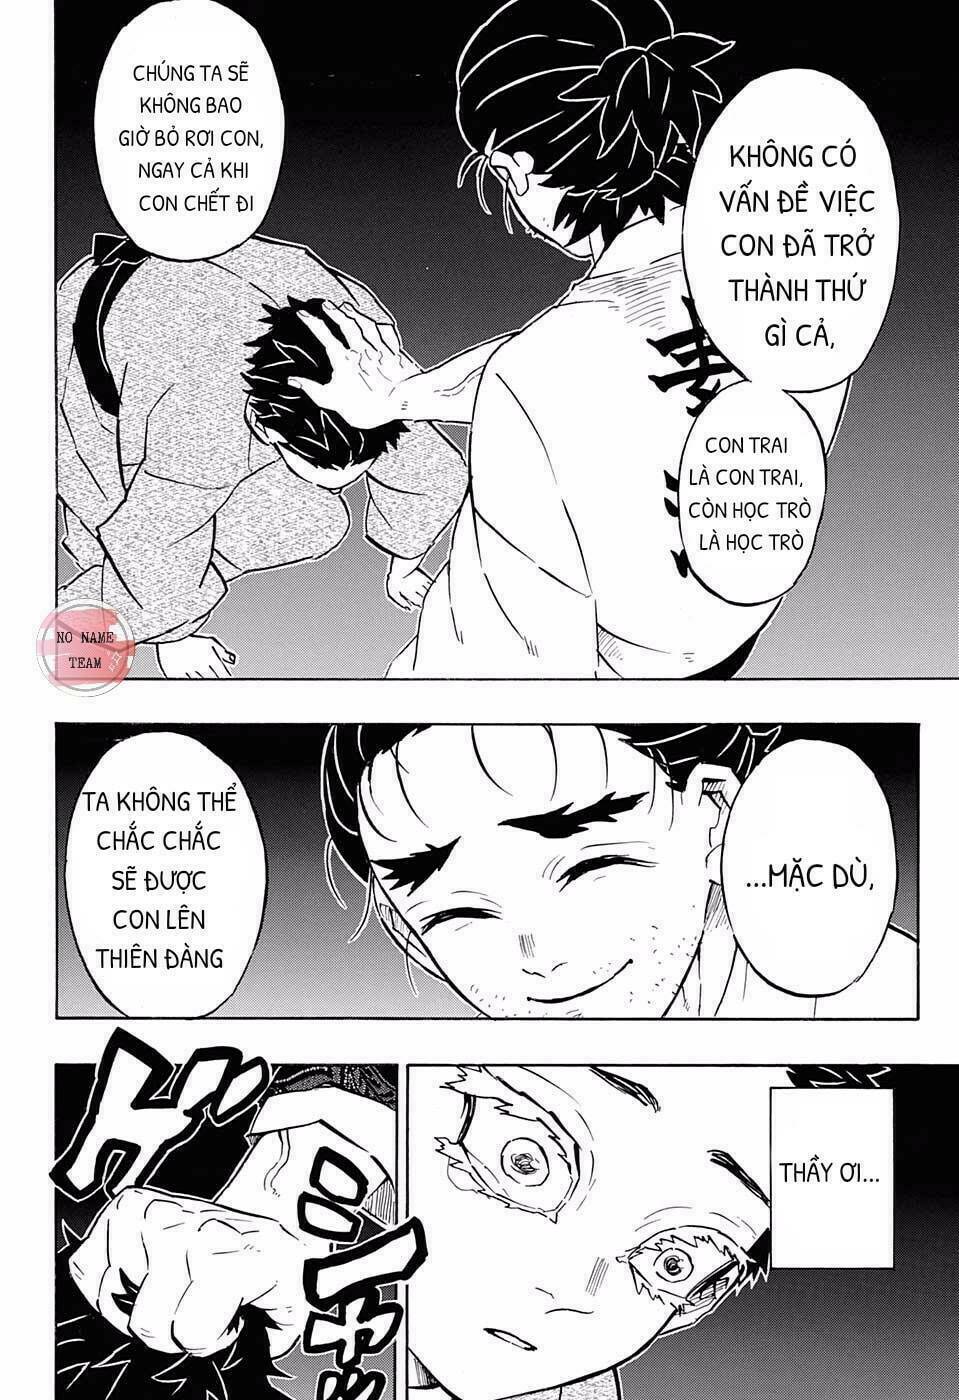 KHÔNG CÓ
VẤN ĐỀ VIỆC
CON ĐÃ TRỞ
THÀNH THỨ
GÌ CẢ,
CON TRAI
LÀ CON TRAI,
CÒN HỌC TRÒ
LÀ HỌC TRÒ
CHÚNG TA SẼ
KHÔNG BAO
GIỜ BỎ RƠI CON,
NGAY CẢ KHI
CON CHẾT ĐI
NO NAME
TEAM
...MẶC DÙ,
TA KHÔNG THỂ
CHẮC CHẮC
SẼ ĐƯỢC
CON LÊN
THIÊN ĐÀNG
THẦY ƠI...